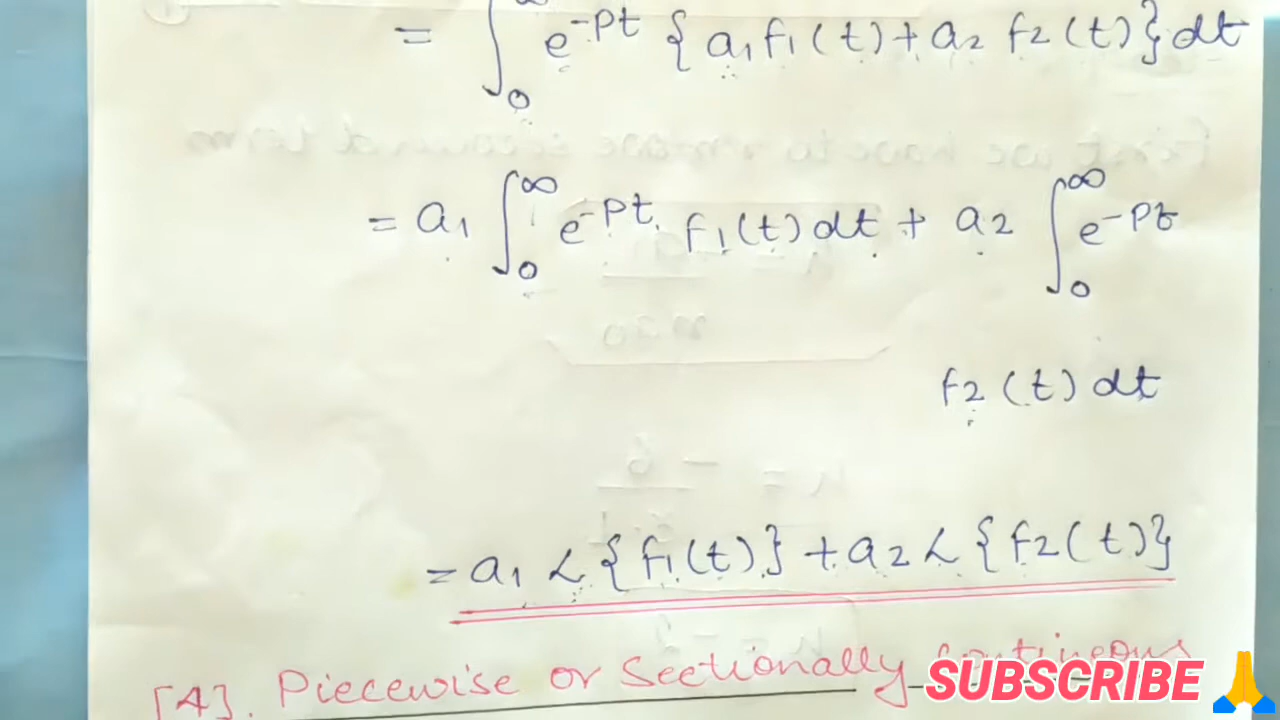 = ∫₀^∞ e^-pt {a1f1(t)+a2 f2(t)}dt
= a1 ∫₀^∞ e^-pt. f1(t)dt + a2 ∫₀^∞ e^-pt
f2(t) dt
= a1 L {f1(t)} + a2 L {f2(t)}
[4]. Piecewise or Sectionally
SUBSCRIBE